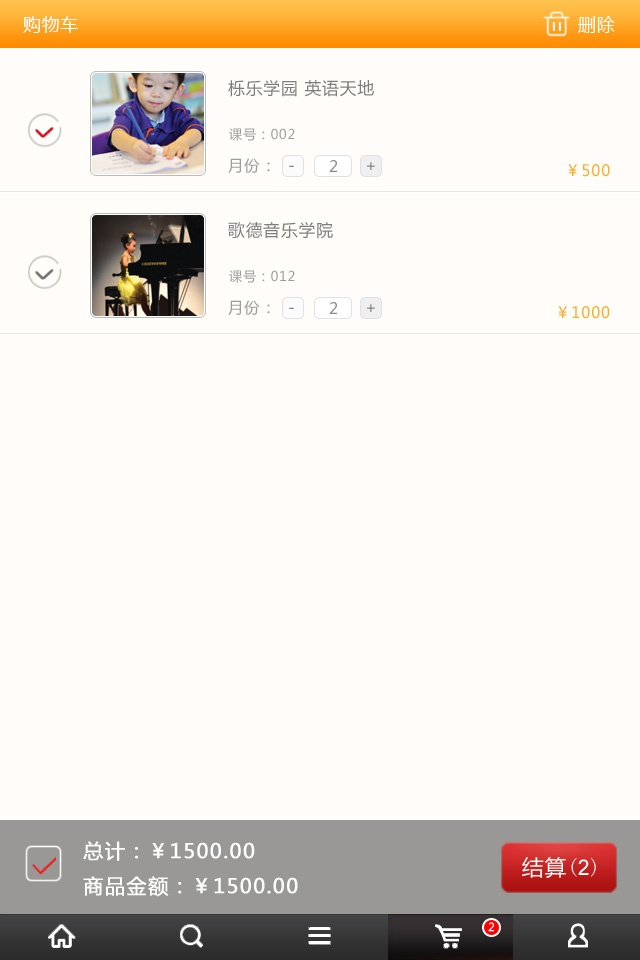 购物车
删除
栎乐学园 英语天地
课号：002
月份： - 2 +
￥500
歌德音乐学院
课号：012
月份： - 2 +
￥1000
总计：￥1500.00
商品金额：￥1500.00
结算(2)
2